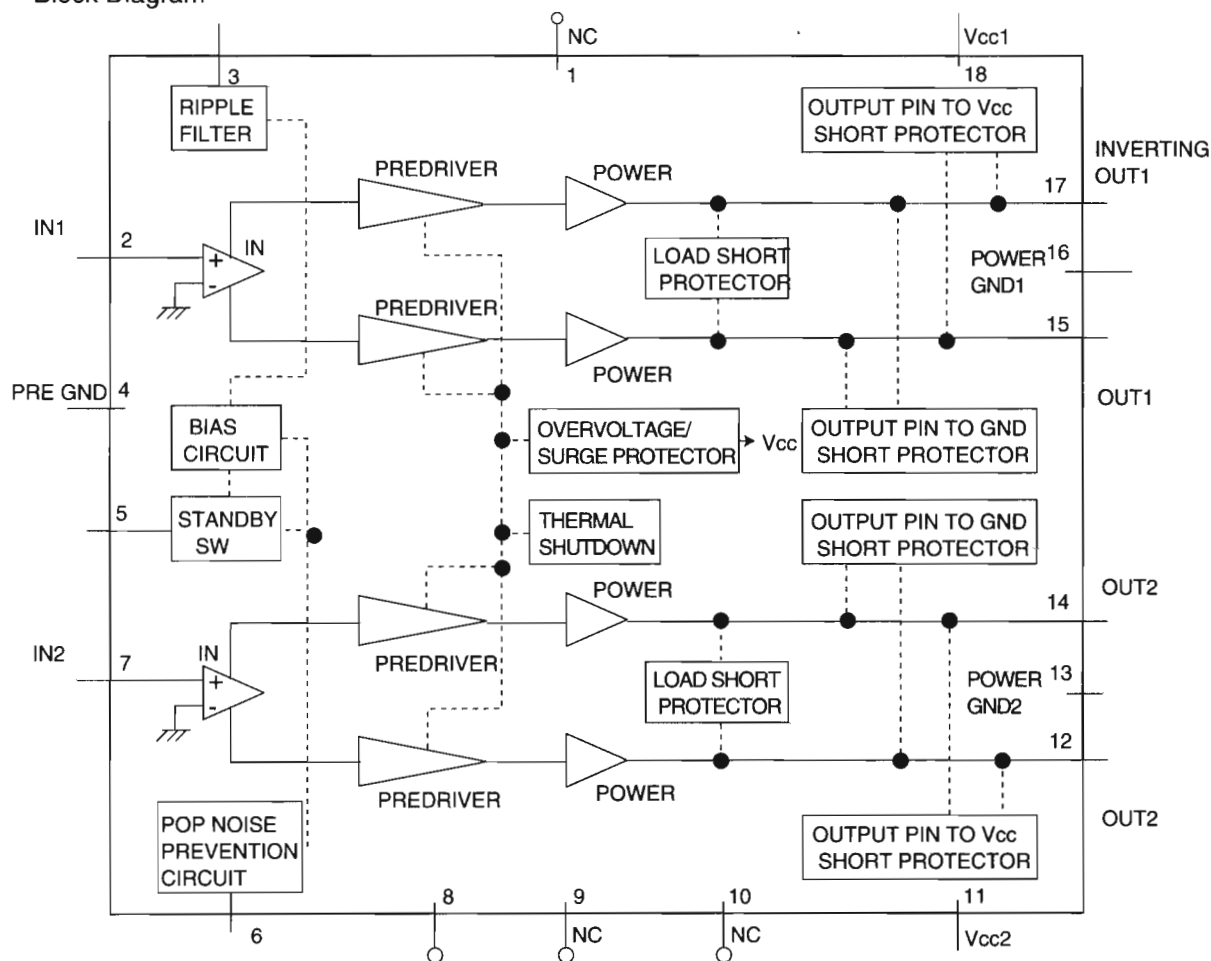 Block Diagram
NC
Vcc1
3
1
18
RIPPLE
FILTER
OUTPUT PIN TO Vcc
SHORT PROTECTOR
INVERTING
OUT1
PREDRIVER
POWER
17
IN1
2
IN
+
-
LOAD SHORT
PROTECTOR
POWER
GND1
16
PREDRIVER
POWER
15
PRE GND
4
OUT1
BIAS
CIRCUIT
OVERVOLTAGE/
SURGE PROTECTOR
Vcc
OUTPUT PIN TO GND
SHORT PROTECTOR
5
STANDBY
SW
THERMAL
SHUTDOWN
OUTPUT PIN TO GND
SHORT PROTECTOR
POWER
14
OUT2
PREDRIVER
IN2
7
IN
+
-
LOAD SHORT
PROTECTOR
POWER
GND2
13
12
PREDRIVER
POWER
OUT2
POP NOISE
PREVENTION
CIRCUIT
OUTPUT PIN TO Vcc
SHORT PROTECTOR
6
8
9
10
11
NC
NC
Vcc2